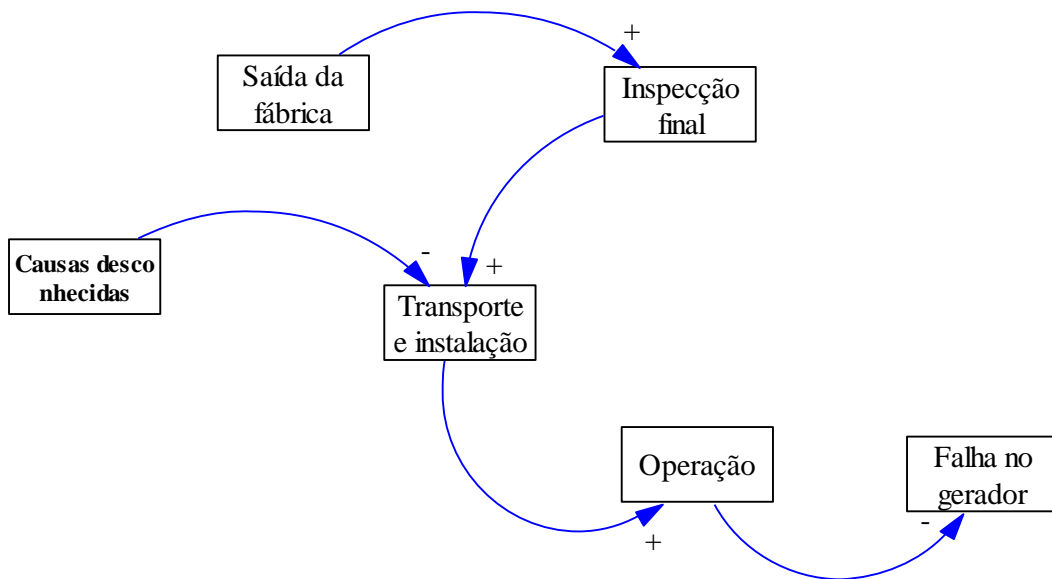 +
Saída da
fábrica
Inspecção
final
Causas desco
nhecidas
-
+
Transporte
e instalação
Operação
Falha no
gerador
-
+